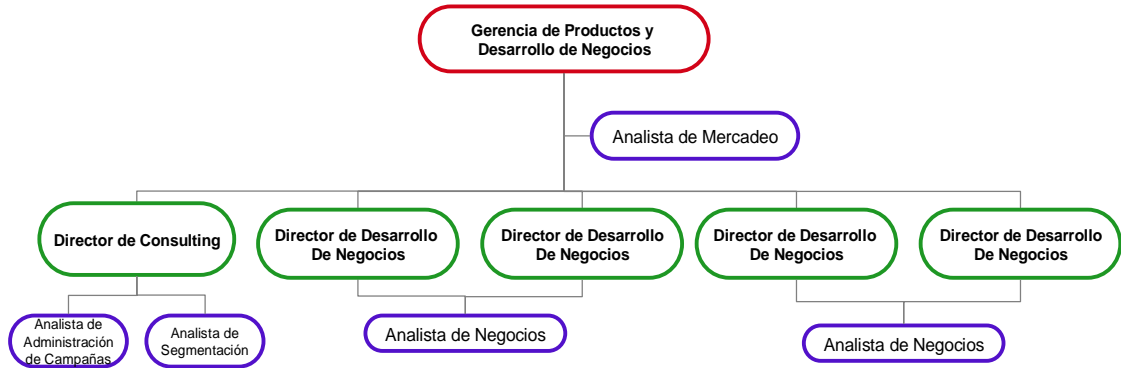 Gerencia de Productos y
Desarrollo de Negocios
Analista de Mercadeo
Director de Consulting
Director de Desarrollo
De Negocios
Director de Desarrollo
De Negocios
Director de Desarrollo
De Negocios
Director de Desarrollo
De Negocios
Analista de
Administración
de Campañas
Analista de
Segmentación
Analista de Negocios
Analista de Negocios